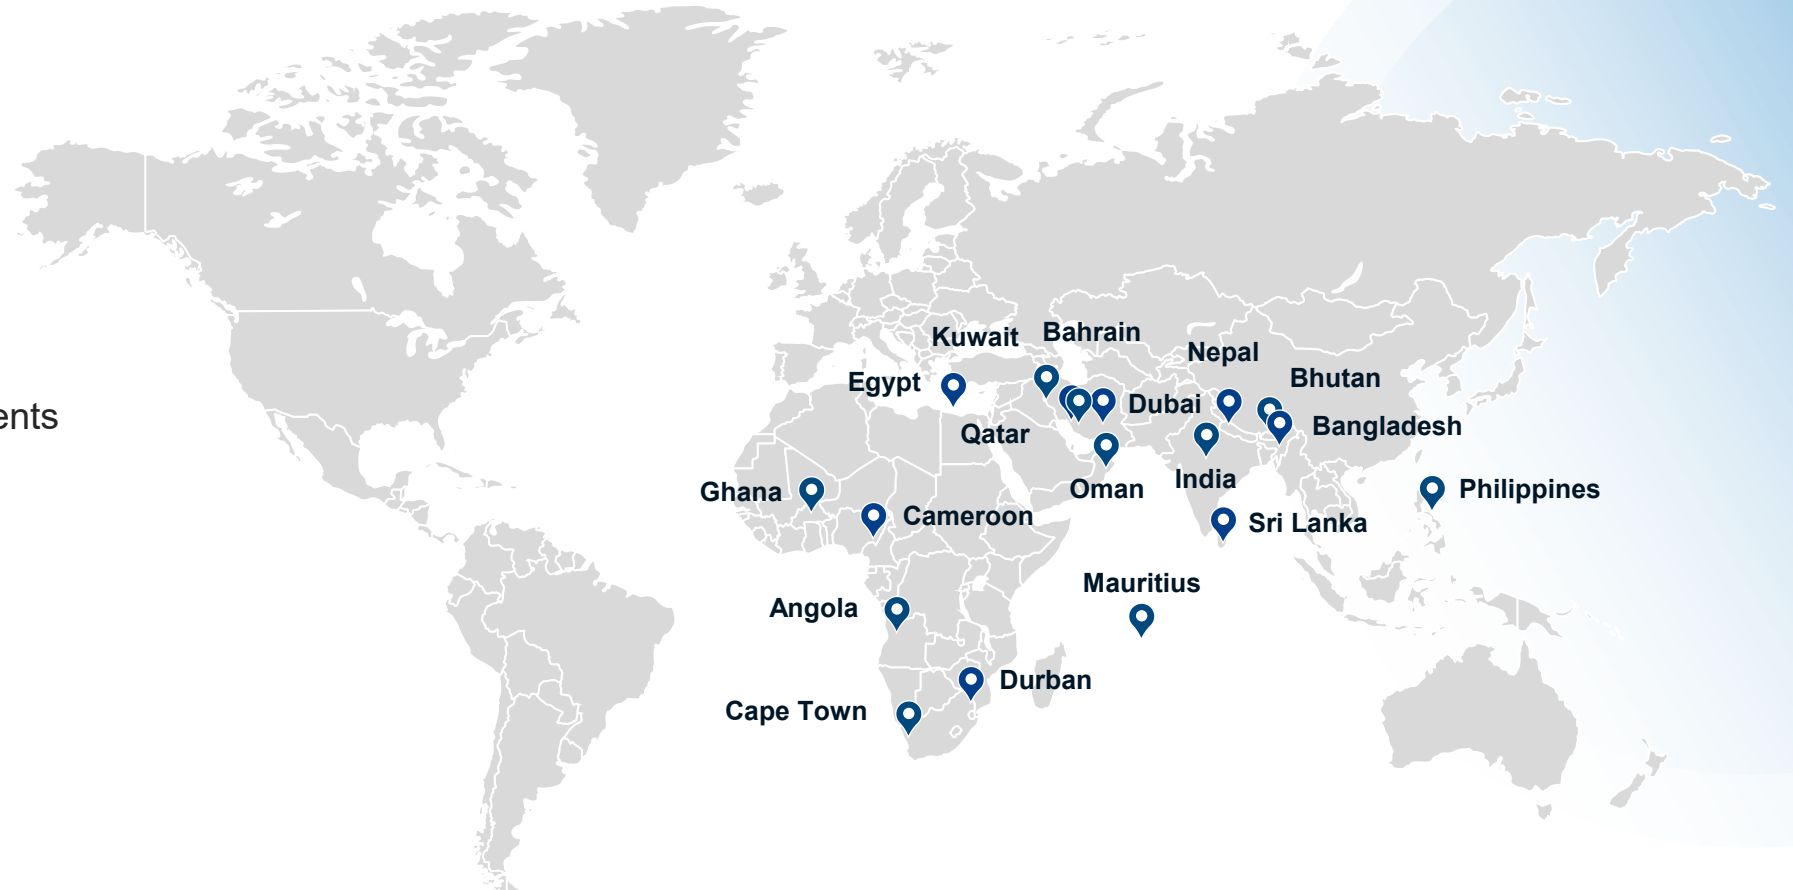 Kuwait
Bahrain
Nepal
Egypt
Bhutan
Dubai
ents
Qatar
Bangladesh
Ghana
Oman
India
Philippines
Cameroon
Sri Lanka
Mauritius
Angola
Durban
Cape Town